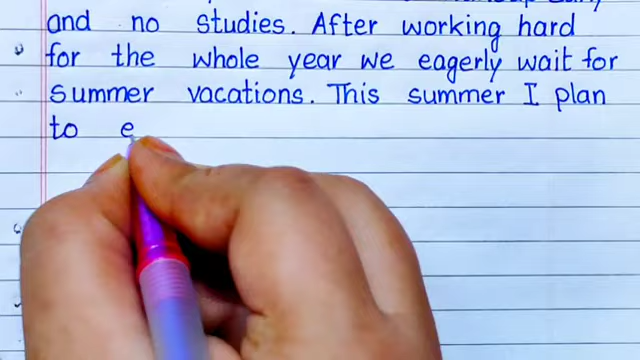 and no studies. After working hard
for the whole year we eagerly wait for
summer vacations. This summer I plan
to e